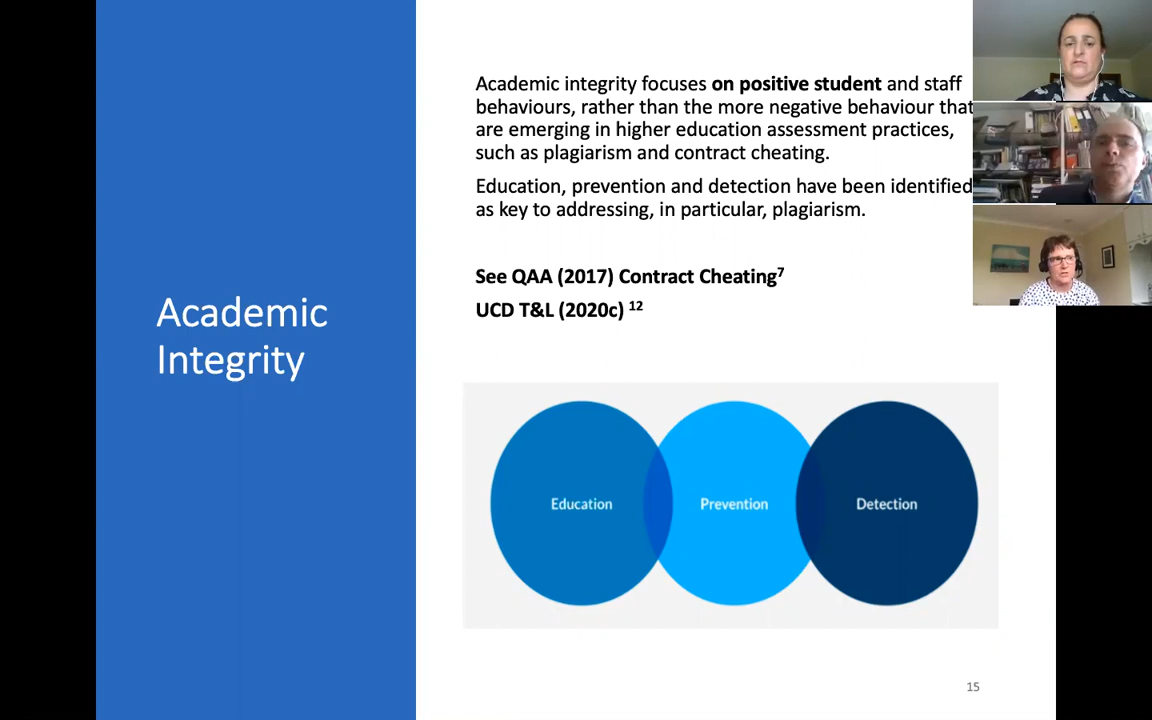 Academic
Integrity
Academic integrity focuses on positive student and staff
behaviours, rather than the more negative behaviour that
are emerging in higher education assessment practices,
such as plagiarism and contract cheating.
Education, prevention and detection have been identified
as key to addressing, in particular, plagiarism.
See QAA (2017) Contract Cheating⁷
UCD T&L (2020c) ¹²
Education
Prevention
Detection
15